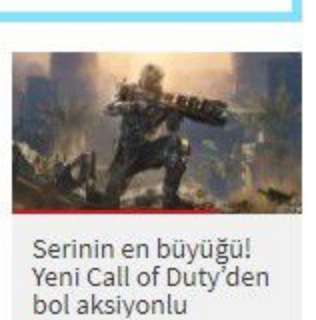 Serinin en büyüğü!
Yeni Call of Duty’den
bol aksiyonlu